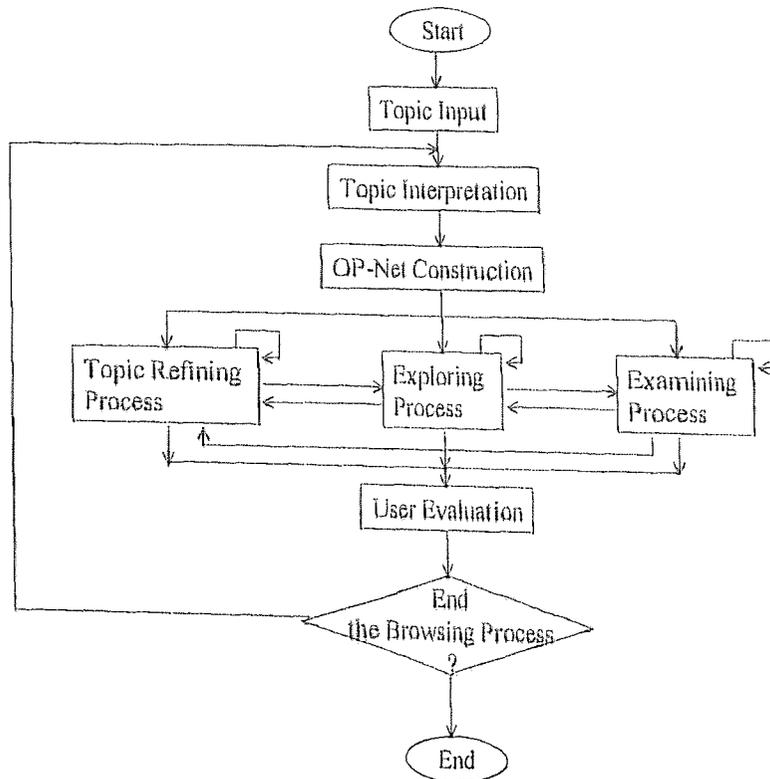 Start
Topic Input
Topic Interpretation
OP-Net Construction
Topic Refining
Process
Exploring
Process
Examining
Process
User Evaluation
End
the Browsing Process
?
End